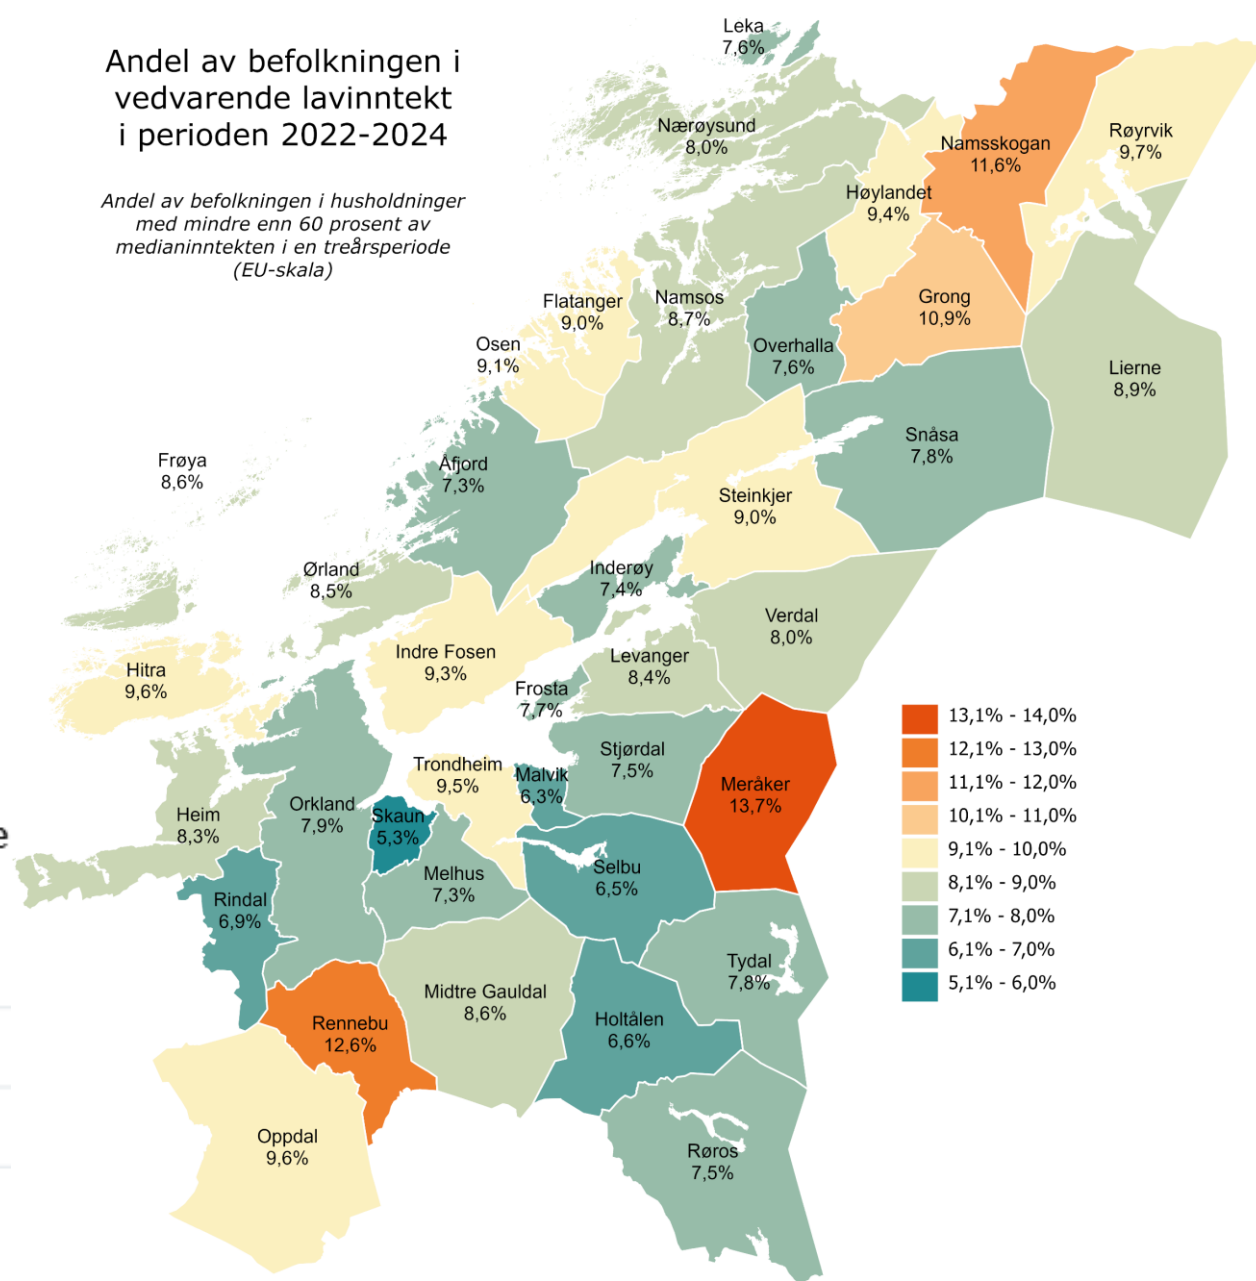 Andel av befolkningen i
vedvarende lavinntekt
i perioden 2022-2024
Andel av befolkningen i husholdninger
med mindre enn 60 prosent av
medianinntekten i en treårsperiode
(EU-skala)
Leka
7,6%
Nærøysund
8,0%
Namsskogan
11,6%
Røyrvik
9,7%
Høylandet
9,4%
Flatanger
9,0%
Namsos
8,7%
Grong
10,9%
Osen
9,1%
Overhalla
7,6%
Lierne
8,9%
Snåsa
7,8%
Frøya
8,6%
Åfjord
7,3%
Steinkjer
9,0%
Ørland
8,5%
Inderøy
7,4%
Verdal
8,0%
Indre Fosen
9,3%
Levanger
8,4%
Hitra
9,6%
Frosta
7,7%
Stjørdal
7,5%
Trondheim
9,5%
Malvik
6,3%
Meråker
13,7%
Orkland
7,9%
Heim
8,3%
Skaun
5,3%
Melhus
7,3%
Selbu
6,5%
Rindal
6,9%
Tydal
7,8%
Midtre Gauldal
8,6%
Holtålen
6,6%
Rennebu
12,6%
Oppdal
9,6%
Røros
7,5%
13,1% - 14,0%
12,1% - 13,0%
11,1% - 12,0%
10,1% - 11,0%
9,1% - 10,0%
8,1% - 9,0%
7,1% - 8,0%
6,1% - 7,0%
5,1% - 6,0%